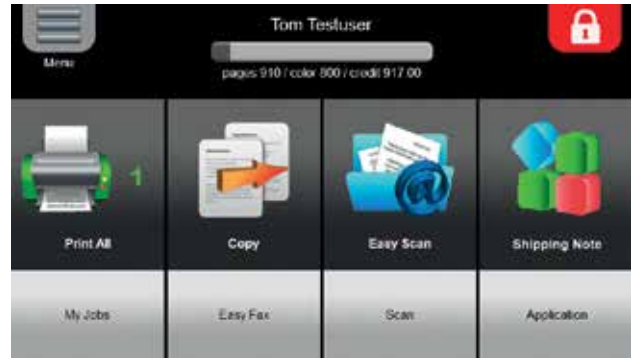 Tom Testuser
Menu
pages 910 / color 800 / credit 917.00
1
Print All
Copy
Easy Scan
Shipping Note
My Jobs
Easy Fax
Scan
Application